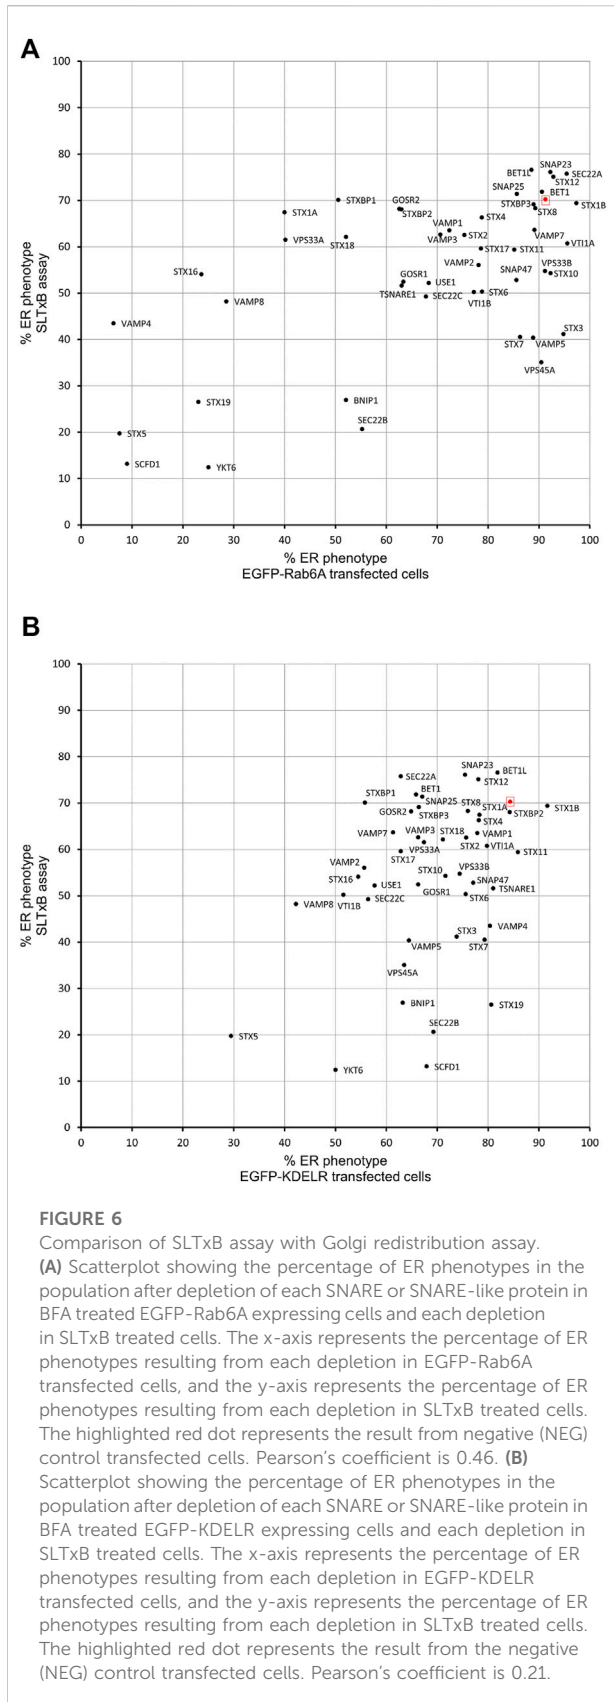 A
100
90
80
70
60
50
40
30
20
10
0
% ER phenotype
SLTxB assay
BET1L
SNAP23
SEC22A
STX12
SNAP25
BET1
STXBP1
GOSR2
STXBP2
STXBP3
STX1B
STX8
STX1A
STX4
VAMP1
VAMP7
VPS33A
STX18
VAMP3
STX2
VTI1A
STX17
STX11
STX16
VAMP2
VPS33B
STX10
GOSR1
USE1
SNAP47
TSNARE1
SEC22C
STX6
VTI1B
VAMP8
VAMP4
STX3
STX7
VAMP5
VPS45A
STX19
BNIP1
SEC22B
STX5
SCFD1
YKT6
0 10 20 30 40 50 60 70 80 90 100
% ER phenotype
EGFP-Rab6A transfected cells
B
100
90
80
70
60
50
40
30
20
10
0
% ER phenotype
SLTxB assay
SNAP23
BET1L
SEC22A
STX12
STXBP1
BET1
SNAP25
STX8
STX1A
STX1B
GOSR2
STXBP3
STXBP2
STX4
VAMP7
VAMP3
STX18
VAMP1
VPS33A
STX2
VTI1A
STX17
STX11
VAMP2
STX10
VPS33B
STX16
USE1
GOSR1
SNAP47
TSNARE1
VTI1B
SEC22C
STX6
VAMP8
VAMP4
STX3
VAMP5
STX7
VPS45A
BNIP1
STX19
SEC22B
STX5
YKT6
SCFD1
0 10 20 30 40 50 60 70 80 90 100
% ER phenotype
EGFP-KDELR transfected cells
FIGURE 6
Comparison of SLTxB assay with Golgi redistribution assay.
(A) Scatterplot showing the percentage of ER phenotypes in the
population after depletion of each SNARE or SNARE-like protein in
BFA treated EGFP-Rab6A expressing cells and each depletion
in SLTxB treated cells. The x-axis represents the percentage of ER
phenotypes resulting from each depletion in EGFP-Rab6A
transfected cells, and the y-axis represents the percentage of ER
phenotypes resulting from each depletion in SLTxB treated cells.
The highlighted red dot represents the result from negative (NEG)
control transfected cells. Pearson's coefficient is 0.46. (B)
Scatterplot showing the percentage of ER phenotypes in the
population after depletion of each SNARE or SNARE-like protein in
BFA treated EGFP-KDELR expressing cells and each depletion in
SLTxB treated cells. The x-axis represents the percentage of ER
phenotypes resulting from each depletion in EGFP-KDELR
transfected cells, and the y-axis represents the percentage of ER
phenotypes resulting from each depletion in SLTxB treated cells.
The highlighted red dot represents the result from the negative
(NEG) control transfected cells. Pearson's coefficient is 0.21.